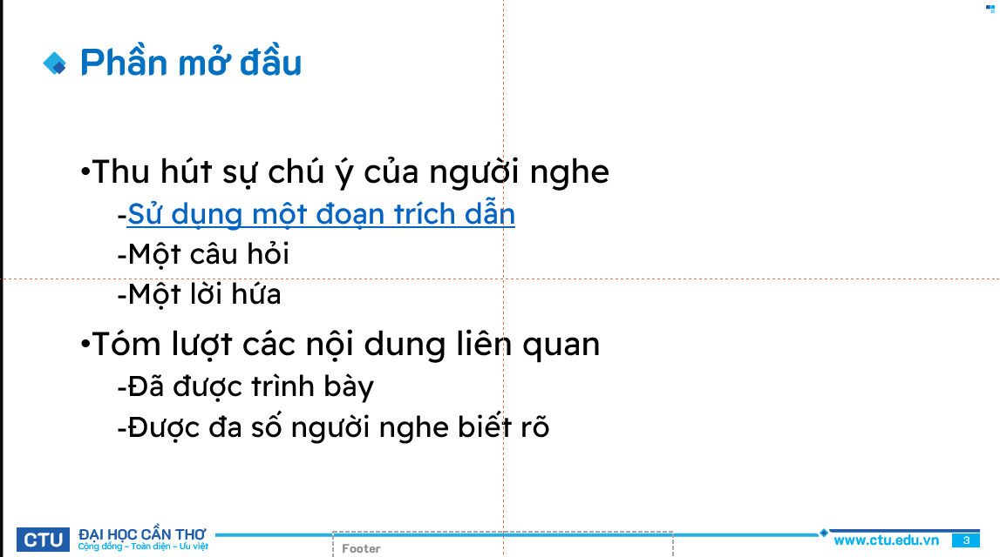 Phần mở đầu
•Thu hút sự chú ý của người nghe
-Sử dụng một đoạn trích dẫn
-Một câu hỏi
-Một lời hứa
•Tóm lượt các nội dung liên quan
-Đã được trình bày
-Được đa số người nghe biết rõ
CTU
ĐẠI HỌC CẦN THƠ
Cộng đồng - Toàn diện - Ưu việt
Footer
www.ctu.edu.vn
3